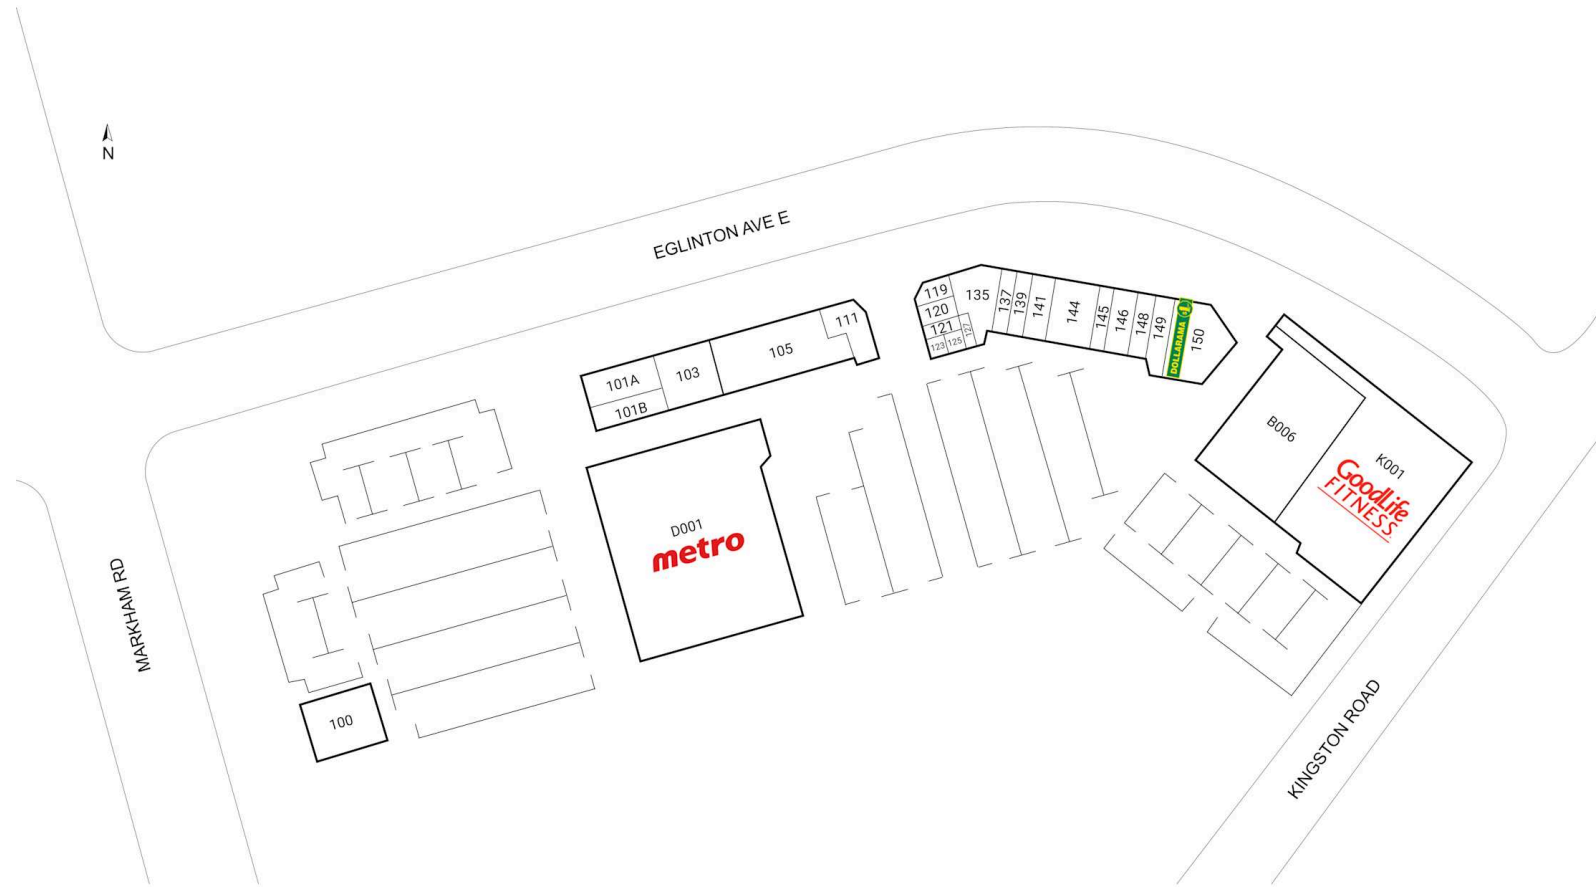 N
EGLINTON AVE E
MARKHAM RD
KINGSTON ROAD
101A
101B
103
105
111
119
120
121
123
125
127
135
137
139
141
144
145
146
148
149
DOLLARAMA
150
B006
K001
GoodLife
FITNESS
D001
metro
100